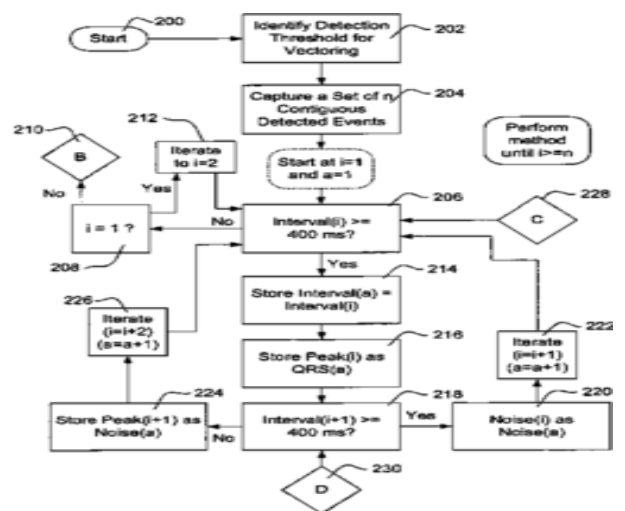 200
Start
Identify Detection
Threshold for
Vectoring
202
Capture a Set of n
Contiguous
Detected Events
204
210
B
212
Iterate
to i=2
Start at i=1
and a=1
Perform
method
until i>=n
No
Yes
i = 1 ?
208
No
Interval(i) >=
400 ms?
206
228
C
Yes
226
Iterate
(i=i+2)
(a=a+1)
Store Interval(a) =
Interval(i)
214
Store Peak(i) as
QRS(a)
216
Iterate
(i=i+1)
(a=a+1)
222
224
Store Peak(i+1) as
Noise(a)
No
Interval(i+1) >=
400 ms?
218
Yes
Noise(i) as
Noise(a)
220
D
230